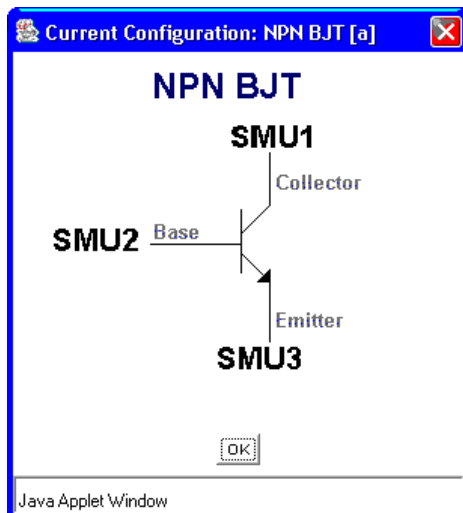 Current Configuration: NPN BJT [a]
NPN BJT
SMU1
Collector
SMU2 Base
Emitter
SMU3
OK
Java Applet Window